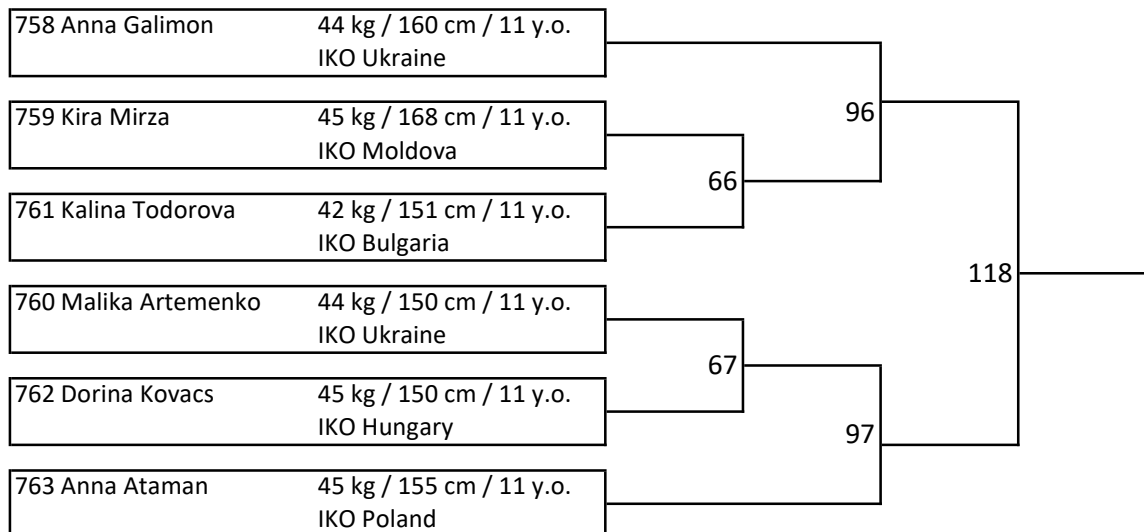 758 Anna Galimon 44 kg / 160 cm / 11 y.o.
IKO Ukraine
759 Kira Mirza 45 kg / 168 cm / 11 y.o.
IKO Moldova
96
66
761 Kalina Todorova 42 kg / 151 cm / 11 y.o.
IKO Bulgaria
118
760 Malika Artemenko 44 kg / 150 cm / 11 y.o.
IKO Ukraine
67
762 Dorina Kovacs 45 kg / 150 cm / 11 y.o.
IKO Hungary
97
763 Anna Ataman 45 kg / 155 cm / 11 y.o.
IKO Poland